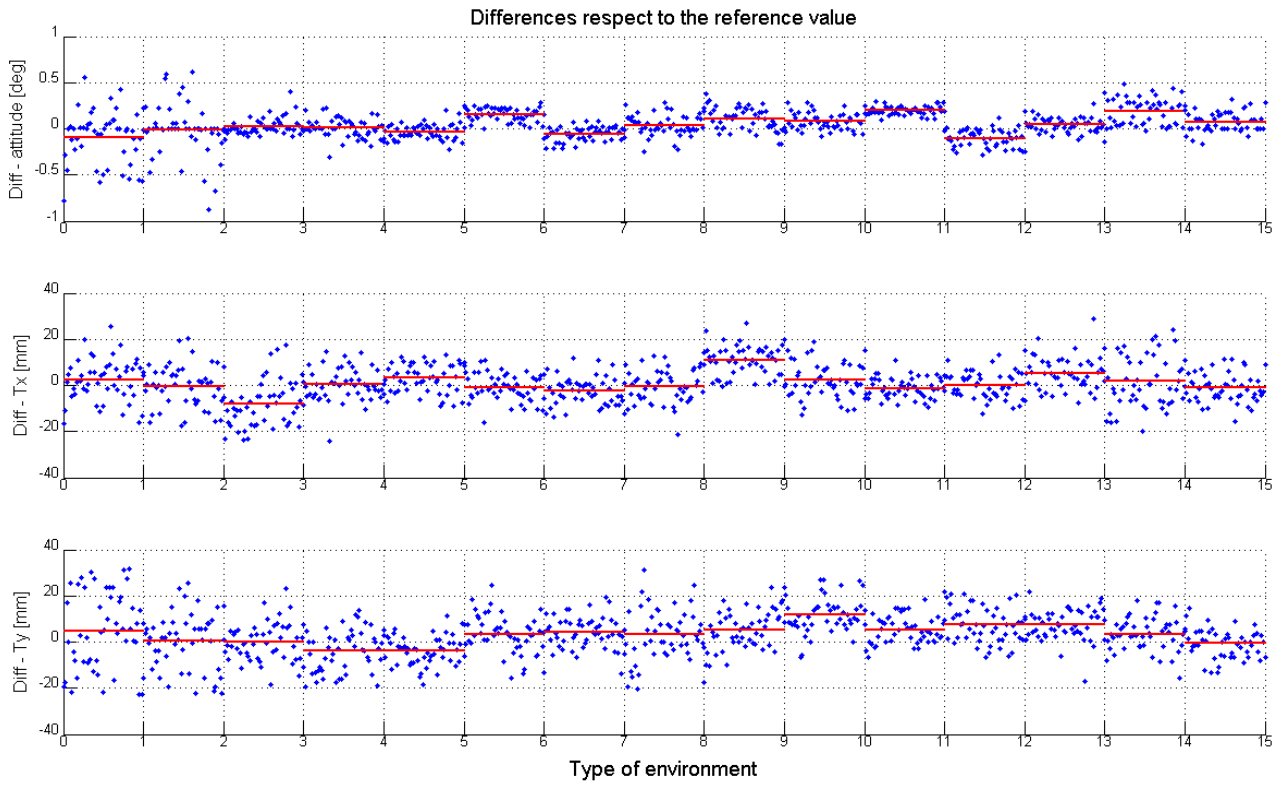 Differences respect to the reference value
Diff - attitude [deg]
1
0.5
0
-0.5
-1
0 1 2 3 4 5 6 7 8 9 10 11 12 13 14 15
Diff - Tx [mm]
40
20
0
-20
-40
0 1 2 3 4 5 6 7 8 9 10 11 12 13 14 15
Diff - Ty [mm]
40
20
0
-20
-40
0 1 2 3 4 5 6 7 8 9 10 11 12 13 14 15
Type of environment